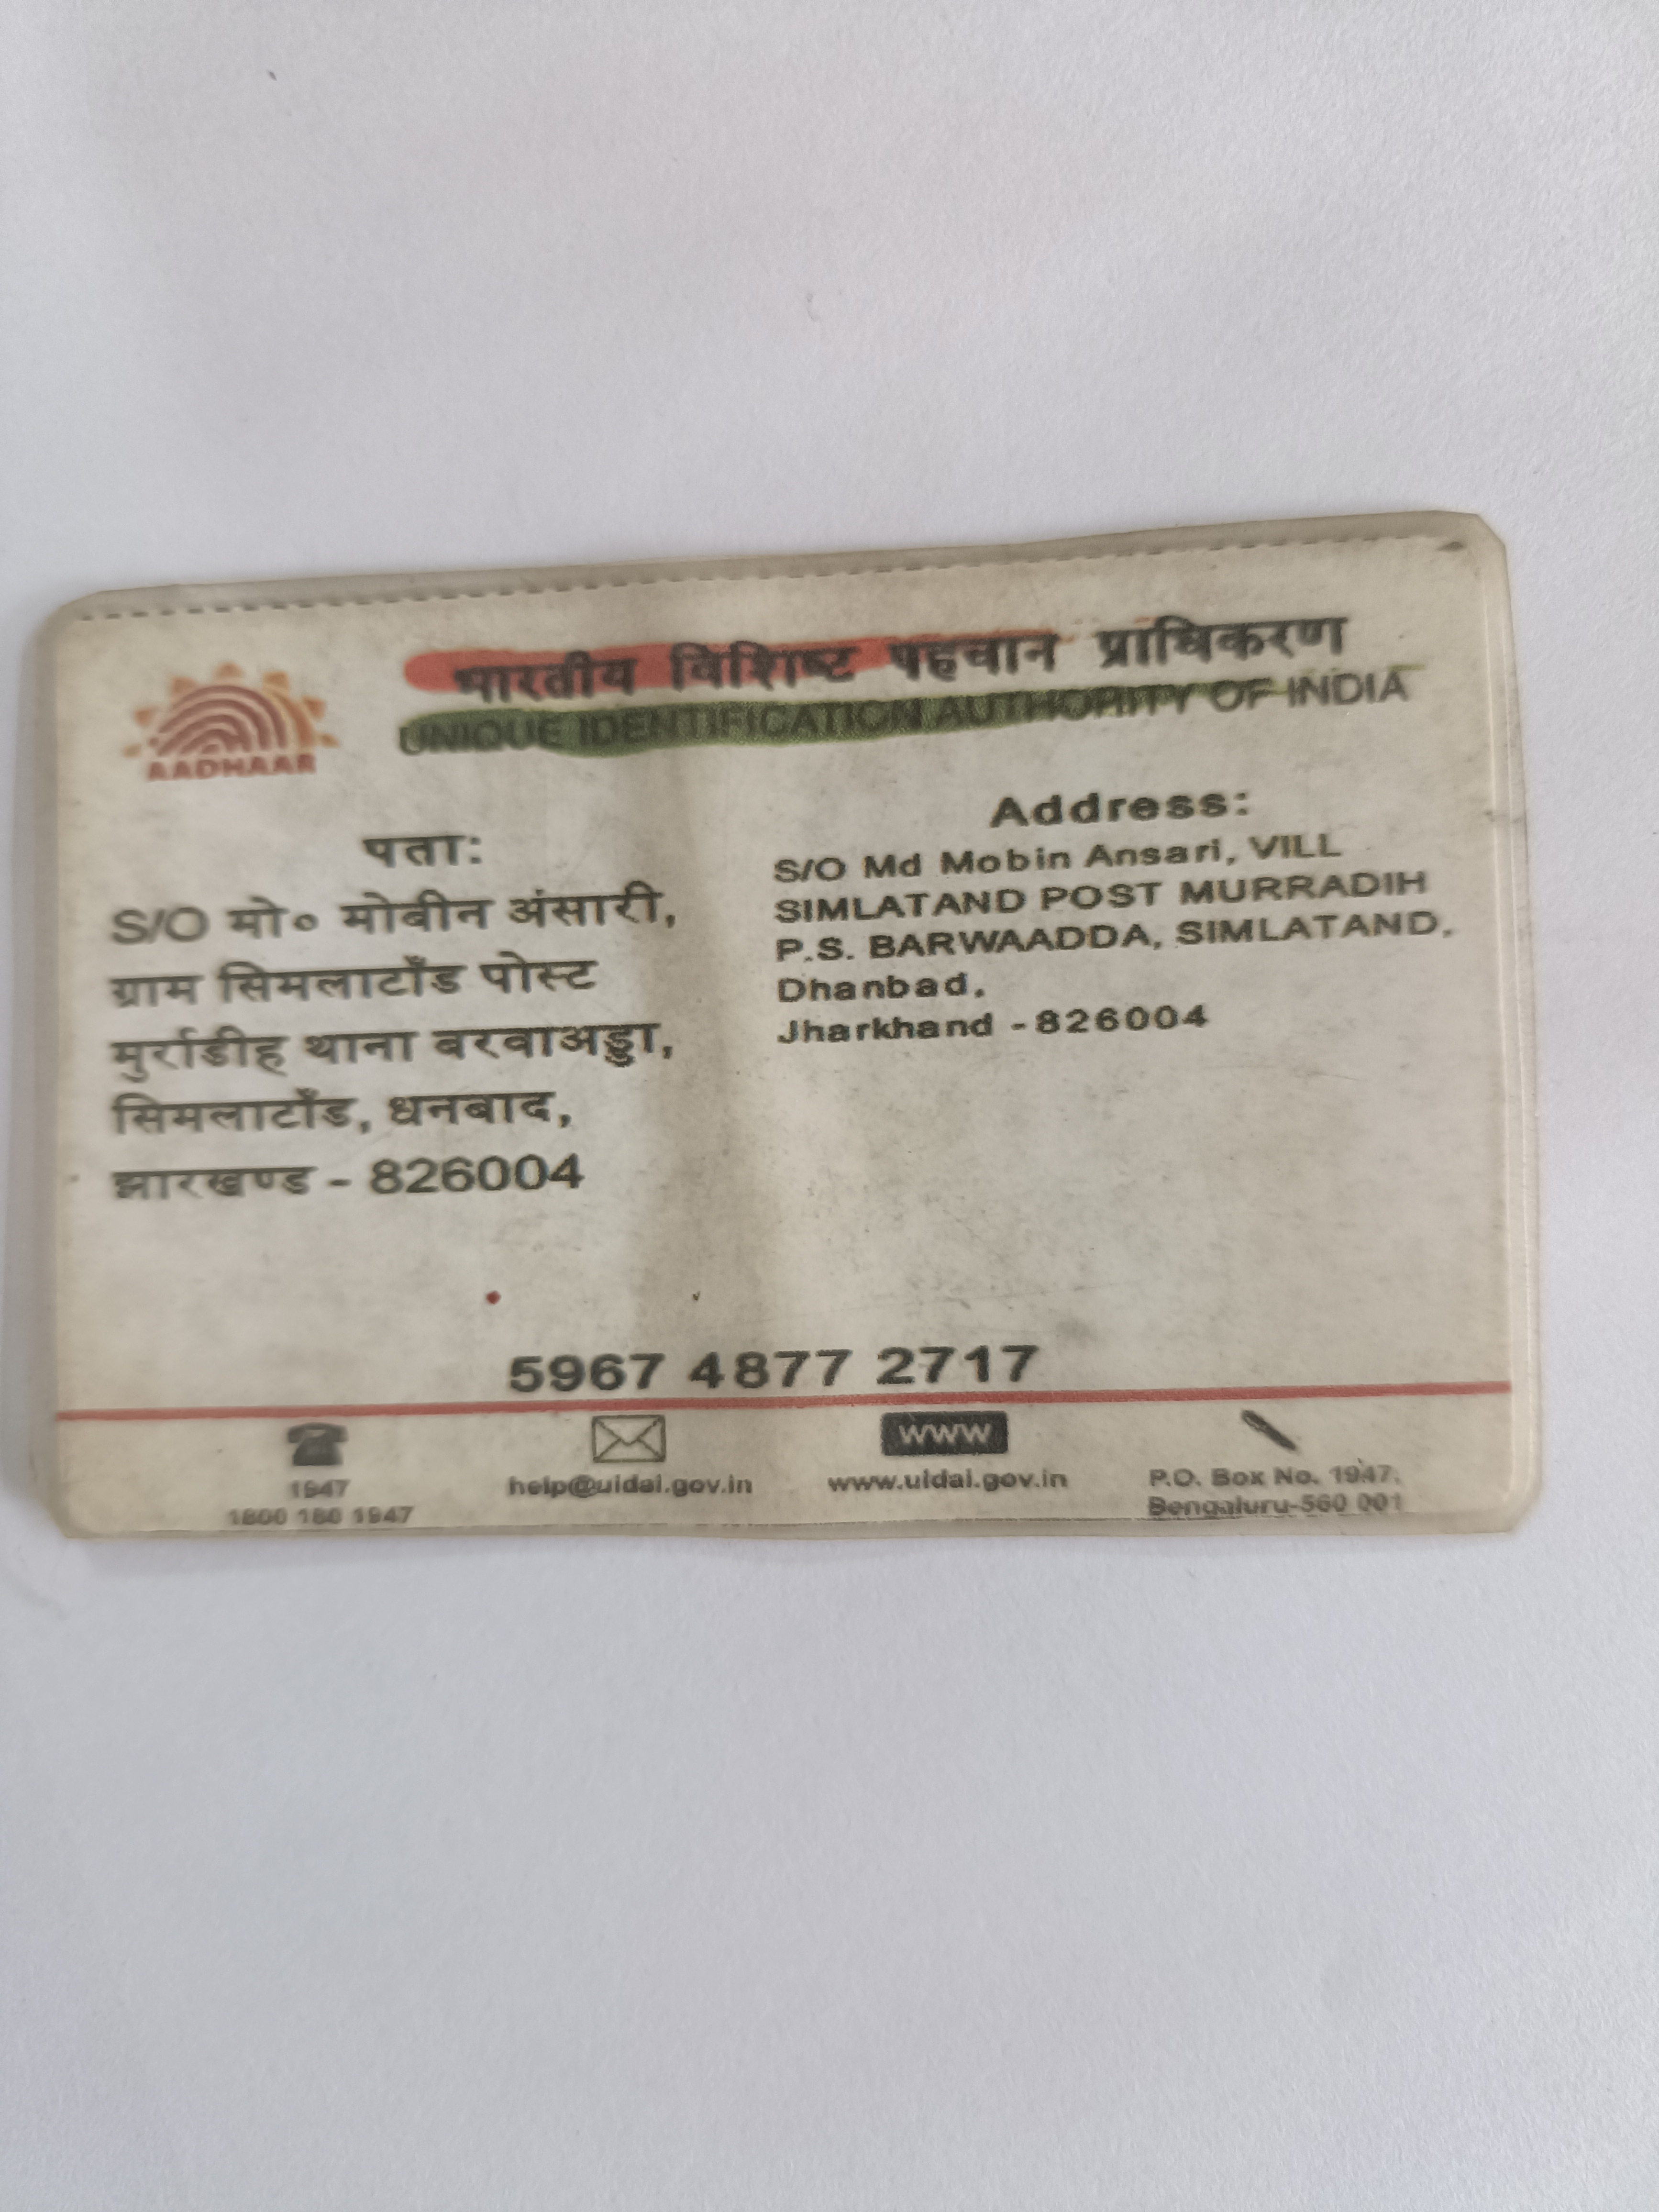 भारतीय विशिष्ट पहचान प्राधिकरण
UNIQUE IDENTIFICATION AUTHORITY OF INDIA
AADHAAR
पता:
S/O मो० मोबीन अंसारी,
ग्राम सिमलाटाँड पोस्ट
मुर्राडीह थाना बरवाअड्डा,
सिमलाटाँड, धनबाद,
झारखण्ड - 826004
Address:
S/O Md Mobin Ansari, VILL
SIMLATAND POST MURRADIH
P.S. BARWAADDA, SIMLATAND,
Dhanbad,
Jharkhand - 826004
5967 4877 2717
1947
1800 180 1947
help@uidai.gov.in
WWW
www.uidai.gov.in
P.O. Box No. 1947,
Bengaluru-560 001